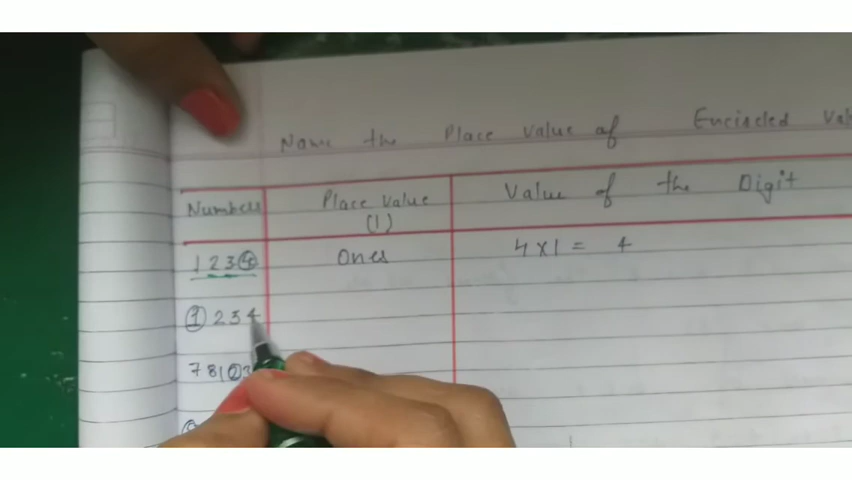 Name the Place Value of Encircled
Numbers Place Value Value of the Digit
(1)
1234 Ones 4 x 1 = 4
1234
7812